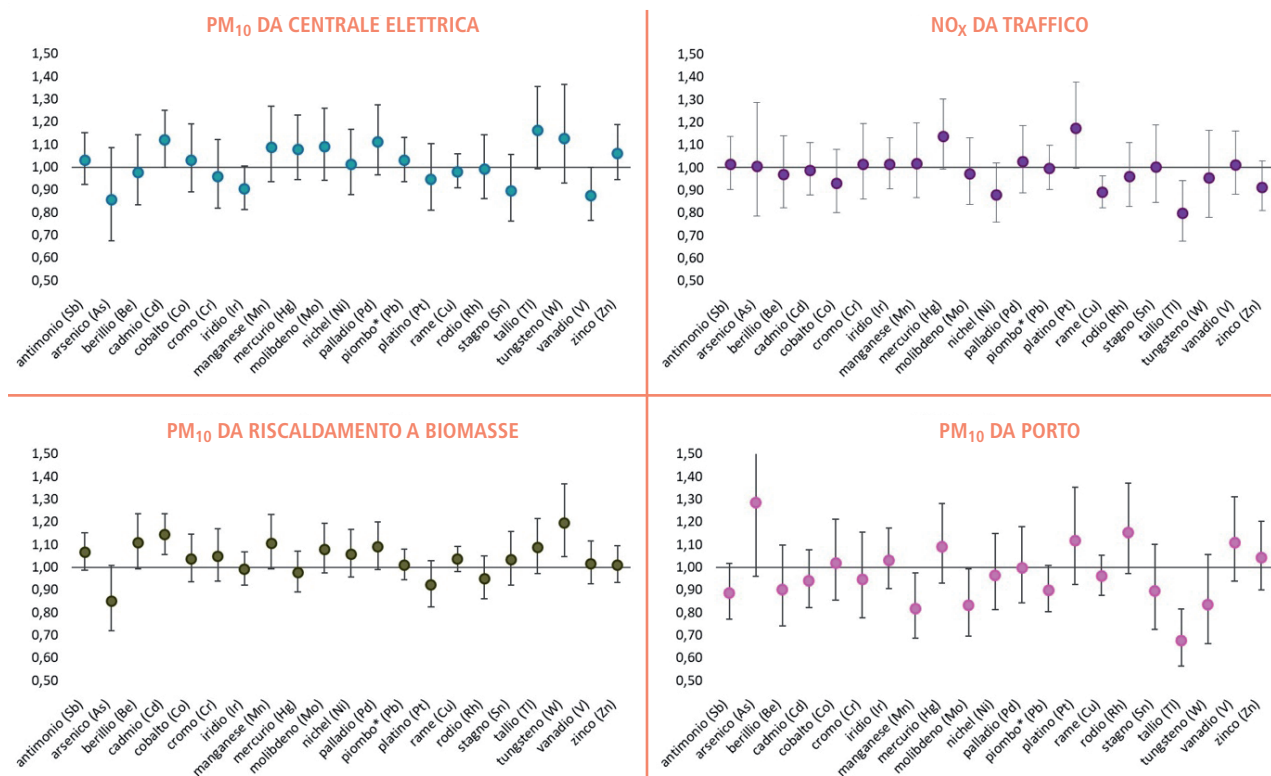 PM10 DA CENTRALE ELETTRICA
1,50
1,40
1,30
1,20
1,10
1,00
0,90
0,80
0,70
0,60
0,50
antimonio (Sb)
arsenico (As)
berillio (Be)
cadmio (Cd)
cobalto (Co)
cromo (Cr)
iridio (Ir)
manganese (Mn)
mercurio (Hg)
molibdeno (Mo)
nichel (Ni)
palladio (Pd)
piombo* (Pb)
platino (Pt)
rame (Cu)
rodio (Rh)
stagno (Sn)
tallio (Tl)
tungsteno (W)
vanadio (V)
zinco (Zn)
NOX DA TRAFFICO
1,50
1,40
1,30
1,20
1,10
1,00
0,90
0,80
0,70
0,60
0,50
antimonio (Sb)
arsenico (As)
berillio (Be)
cadmio (Cd)
cobalto (Co)
cromo (Cr)
iridio (Ir)
manganese (Mn)
mercurio (Hg)
molibdeno (Mo)
nichel (Ni)
palladio (Pd)
piombo* (Pb)
platino (Pt)
rame (Cu)
rodio (Rh)
stagno (Sn)
tallio (Tl)
tungsteno (W)
vanadio (V)
zinco (Zn)
PM10 DA RISCALDAMENTO A BIOMASSE
1,50
1,40
1,30
1,20
1,10
1,00
0,90
0,80
0,70
0,60
0,50
antimonio (Sb)
arsenico (As)
berillio (Be)
cadmio (Cd)
cobalto (Co)
cromo (Cr)
iridio (Ir)
manganese (Mn)
mercurio (Hg)
molibdeno (Mo)
nichel (Ni)
palladio (Pd)
piombo* (Pb)
platino (Pt)
rame (Cu)
rodio (Rh)
stagno (Sn)
tallio (Tl)
tungsteno (W)
vanadio (V)
zinco (Zn)
PM10 DA PORTO
1,50
1,40
1,30
1,20
1,10
1,00
0,90
0,80
0,70
0,60
0,50
antimonio (Sb)
arsenico (As)
berillio (Be)
cadmio (Cd)
cobalto (Co)
cromo (Cr)
iridio (Ir)
manganese (Mn)
mercurio (Hg)
molibdeno (Mo)
nichel (Ni)
palladio (Pd)
piombo* (Pb)
platino (Pt)
rame (Cu)
rodio (Rh)
stagno (Sn)
tallio (Tl)
tungsteno (W)
vanadio (V)
zinco (Zn)